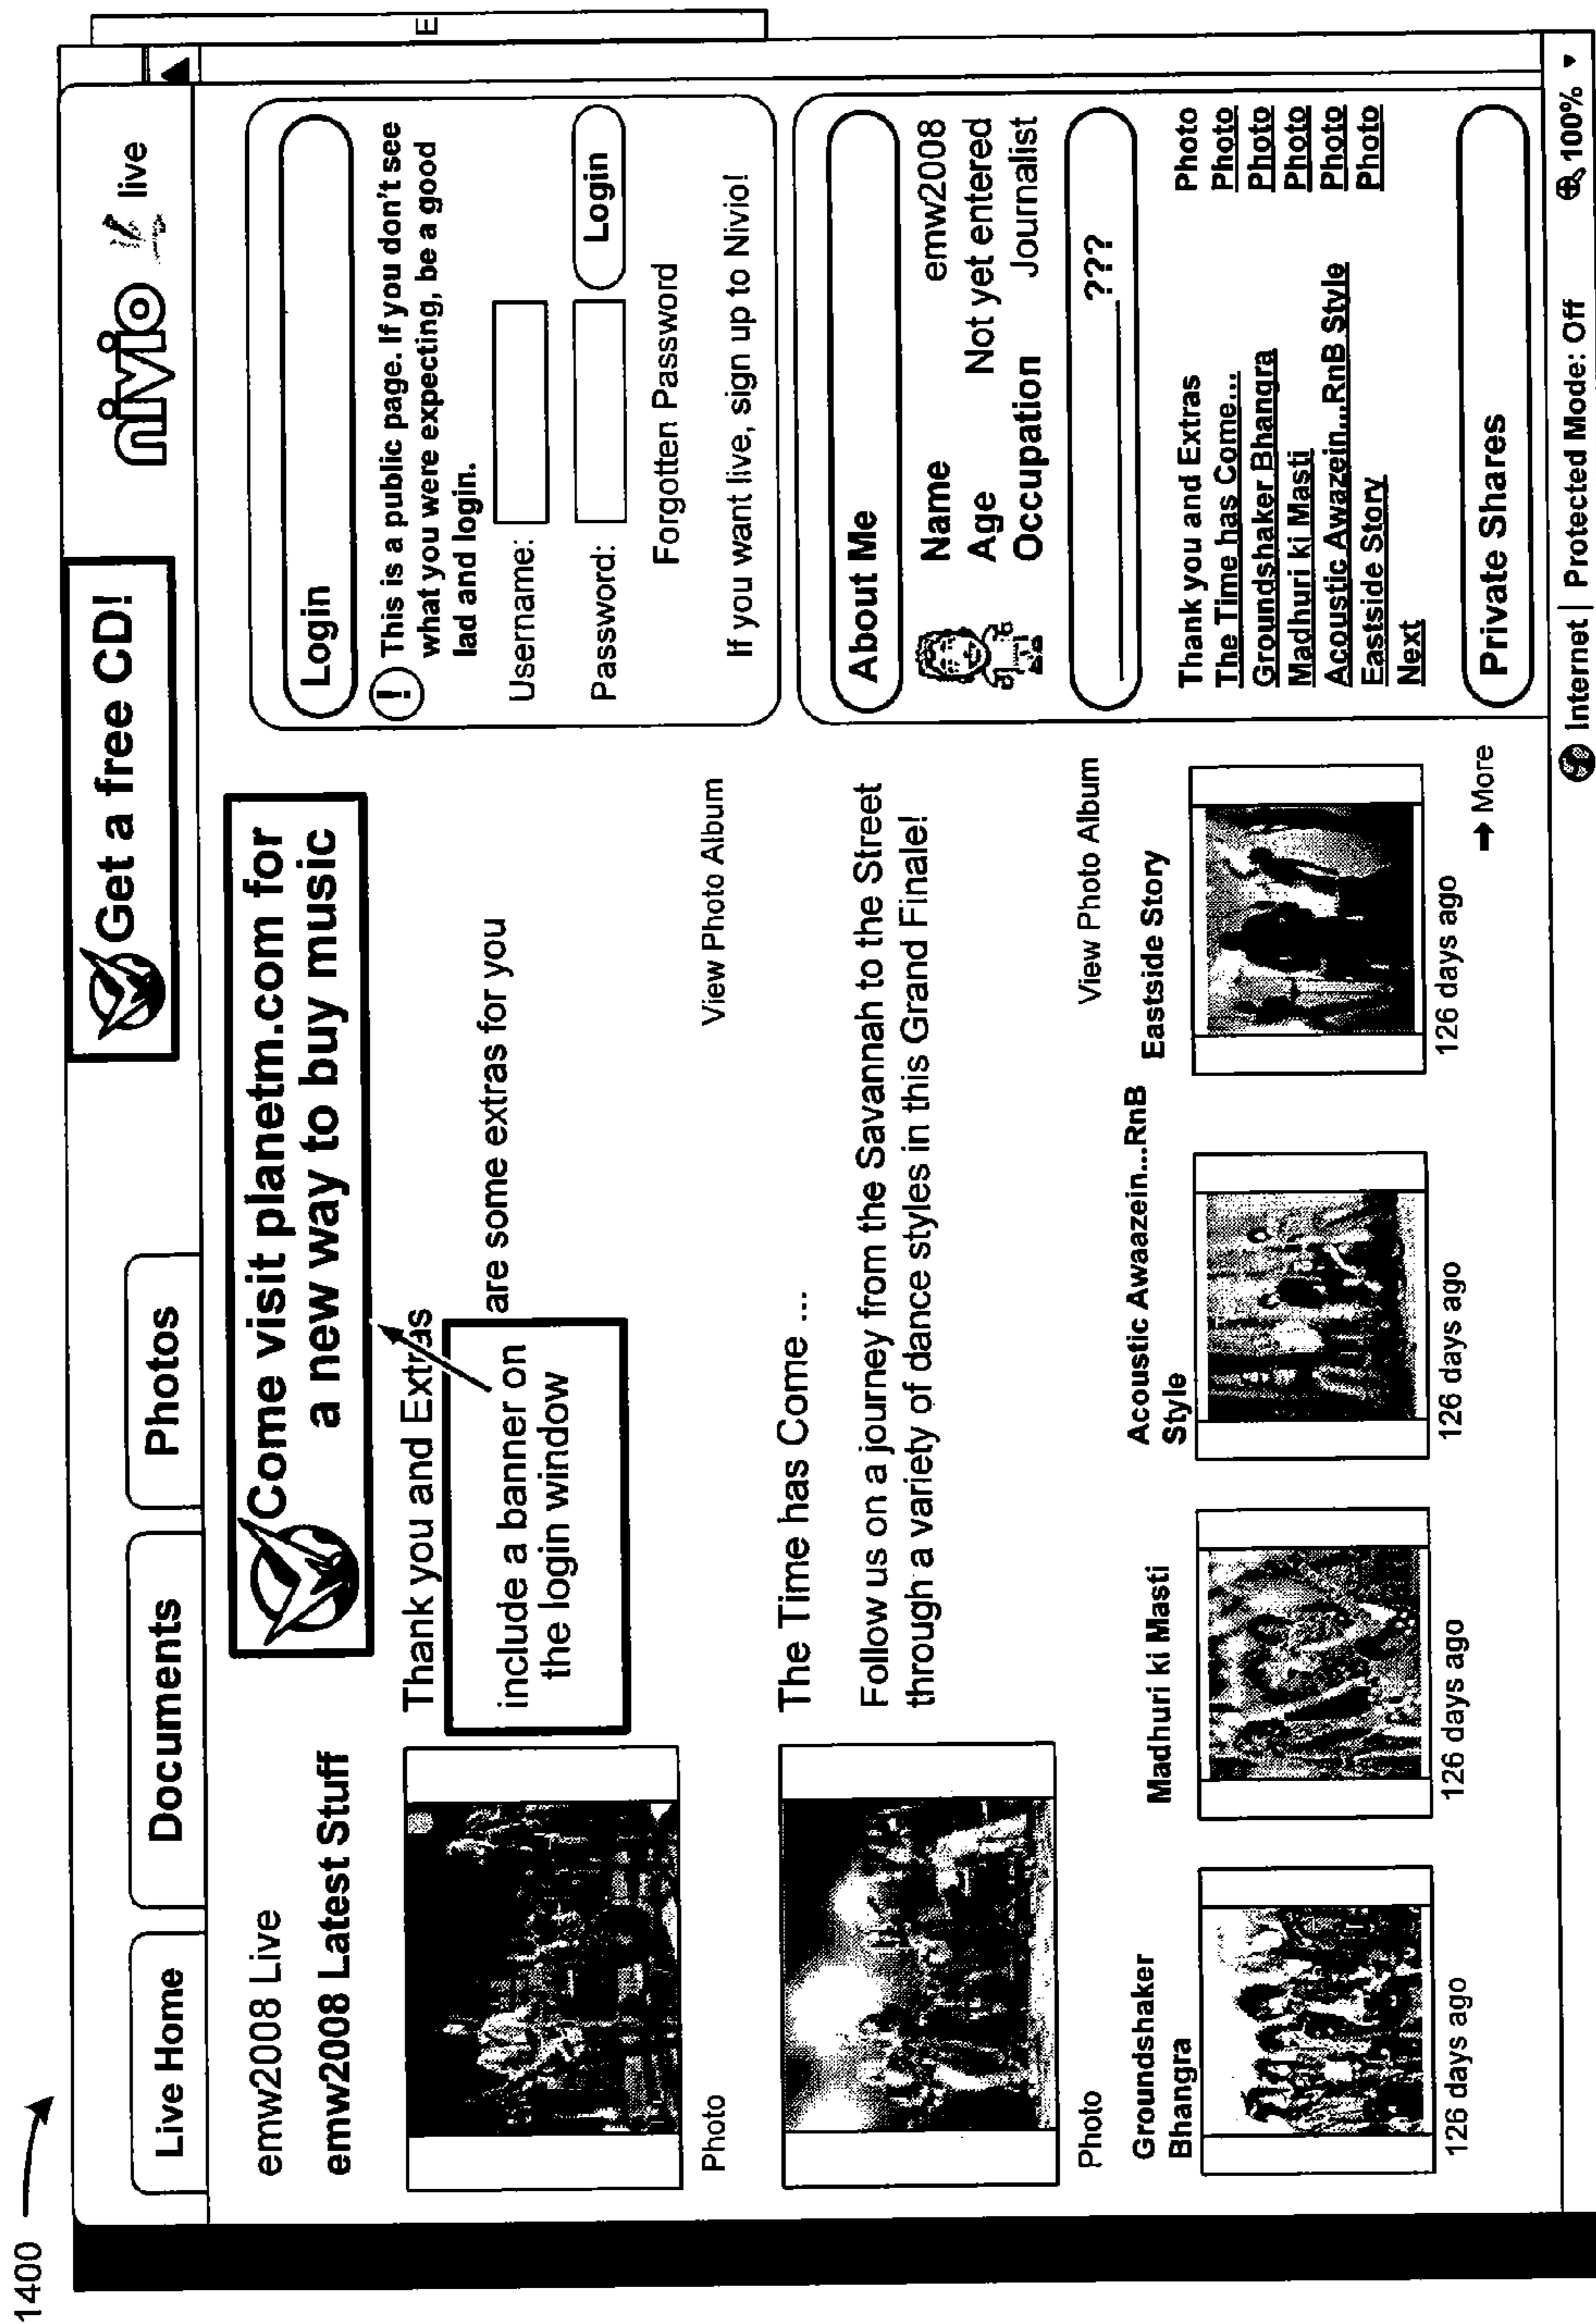 1400
Live Home
Documents
Photos
Get a free CD!
nivio live
E
emw2008 Live
Come visit planetm.com for
a new way to buy music
emw2008 Latest Stuff
Thank you and Extras
are some extras for you
include a banner on
the login window
Photo
View Photo Album
The Time has Come ...
Follow us on a journey from the Savannah to the Street
through a variety of dance styles in this Grand Finale!
Photo
View Photo Album
Groundshaker
Bhangra
126 days ago
Madhuri ki Masti
126 days ago
Acoustic Awaazein...RnB
Style
126 days ago
Eastside Story
126 days ago
→ More
Login
! This is a public page. If you don't see
what you were expecting, be a good
lad and login.
Username:
Password:
Login
Forgotten Password
If you want live, sign up to Nivio!
About Me
Name emw2008
Age Not yet entered
Occupation Journalist
???
Thank you and Extras Photo
The Time has Come... Photo
Groundshaker Bhangra Photo
Madhuri ki Masti Photo
Acoustic Awazein...RnB Style Photo
Eastside Story Photo
Next
Private Shares
Internet | Protected Mode: Off 100%